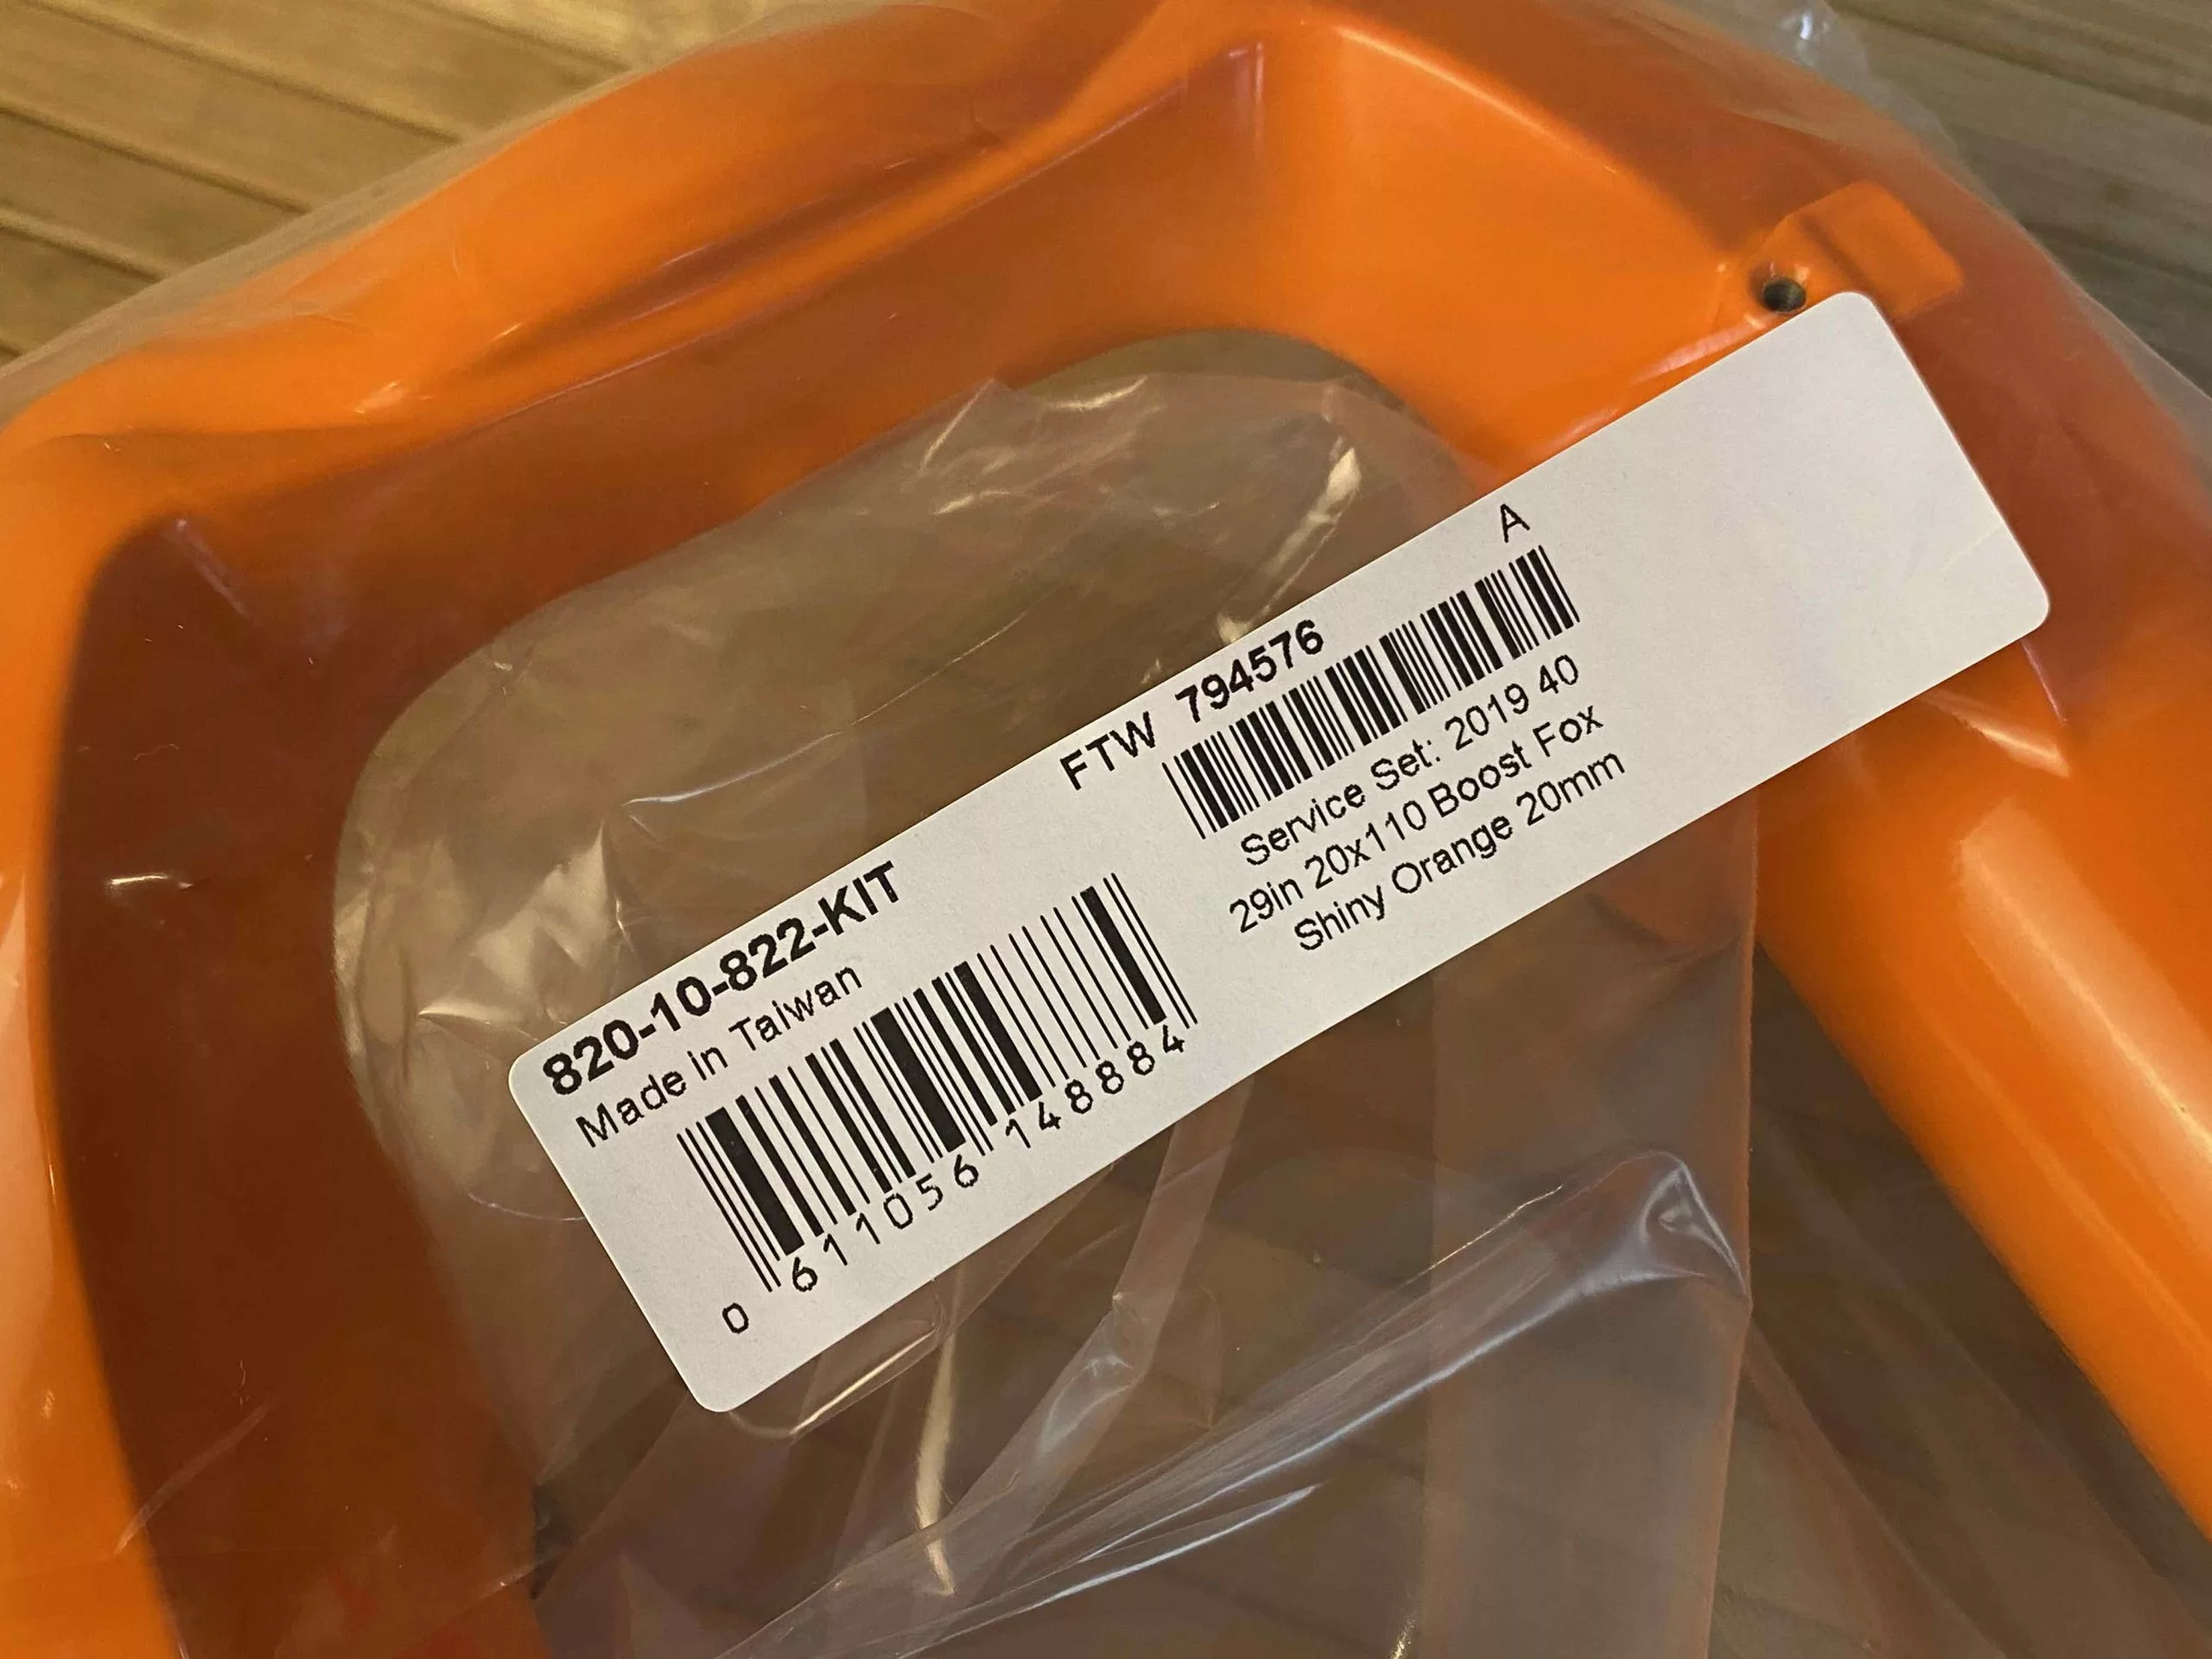 820-10-822-KIT
Made in Taiwan
0 611056 148884
FTW 794576 A
Service Set: 2019 40
29in 20x110 Boost Fox
Shiny Orange 20mm